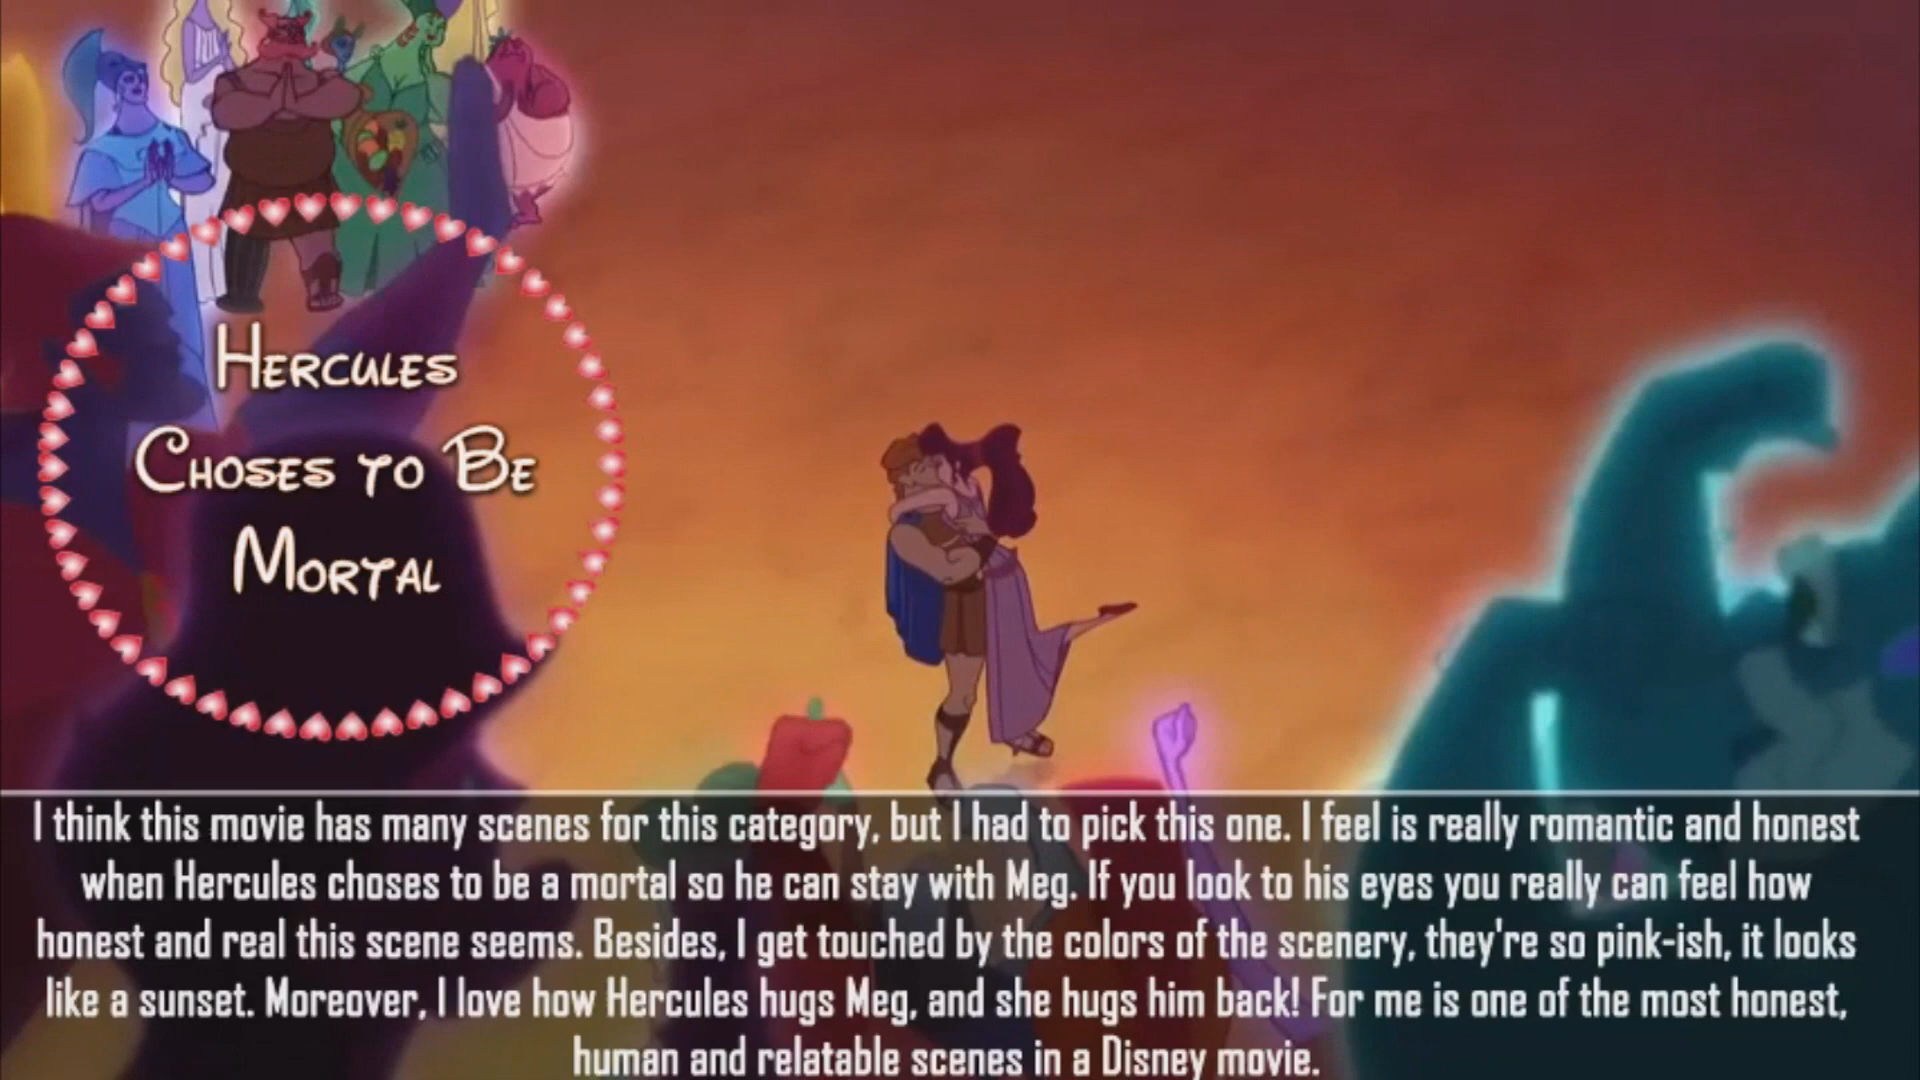 Hercules
Choses to Be
Mortal
I think this movie has many scenes for this category, but I had to pick this one. I feel is really romantic and honest
when Hercules choses to be a mortal so he can stay with Meg. If you look to his eyes you really can feel how
honest and real this scene seems. Besides, I get touched by the colors of the scenery, they're so pink-ish, it looks
like a sunset. Moreover, I love how Hercules hugs Meg, and she hugs him back! For me is one of the most honest,
human and relatable scenes in a Disney movie.